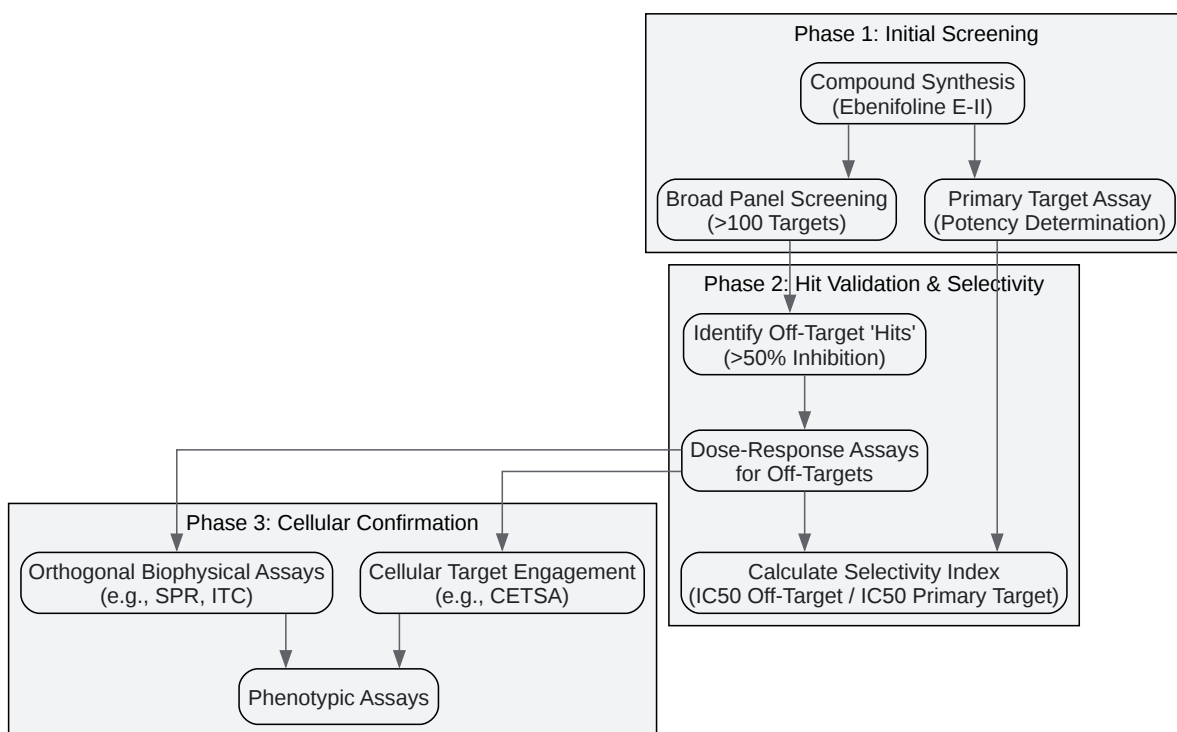 Phase 1: Initial Screening
Compound Synthesis
(Ebenifoline E-II)
Broad Panel Screening
(>100 Targets)
Primary Target Assay
(Potency Determination)
Phase 2: Hit Validation & Selectivity
Identify Off-Target 'Hits'
(>50% Inhibition)
Dose-Response Assays
for Off-Targets
Calculate Selectivity Index
(IC50 Off-Target / IC50 Primary Target)
Phase 3: Cellular Confirmation
Orthogonal Biophysical Assays
(e.g., SPR, ITC)
Cellular Target Engagement
(e.g., CETSA)
Phenotypic Assays